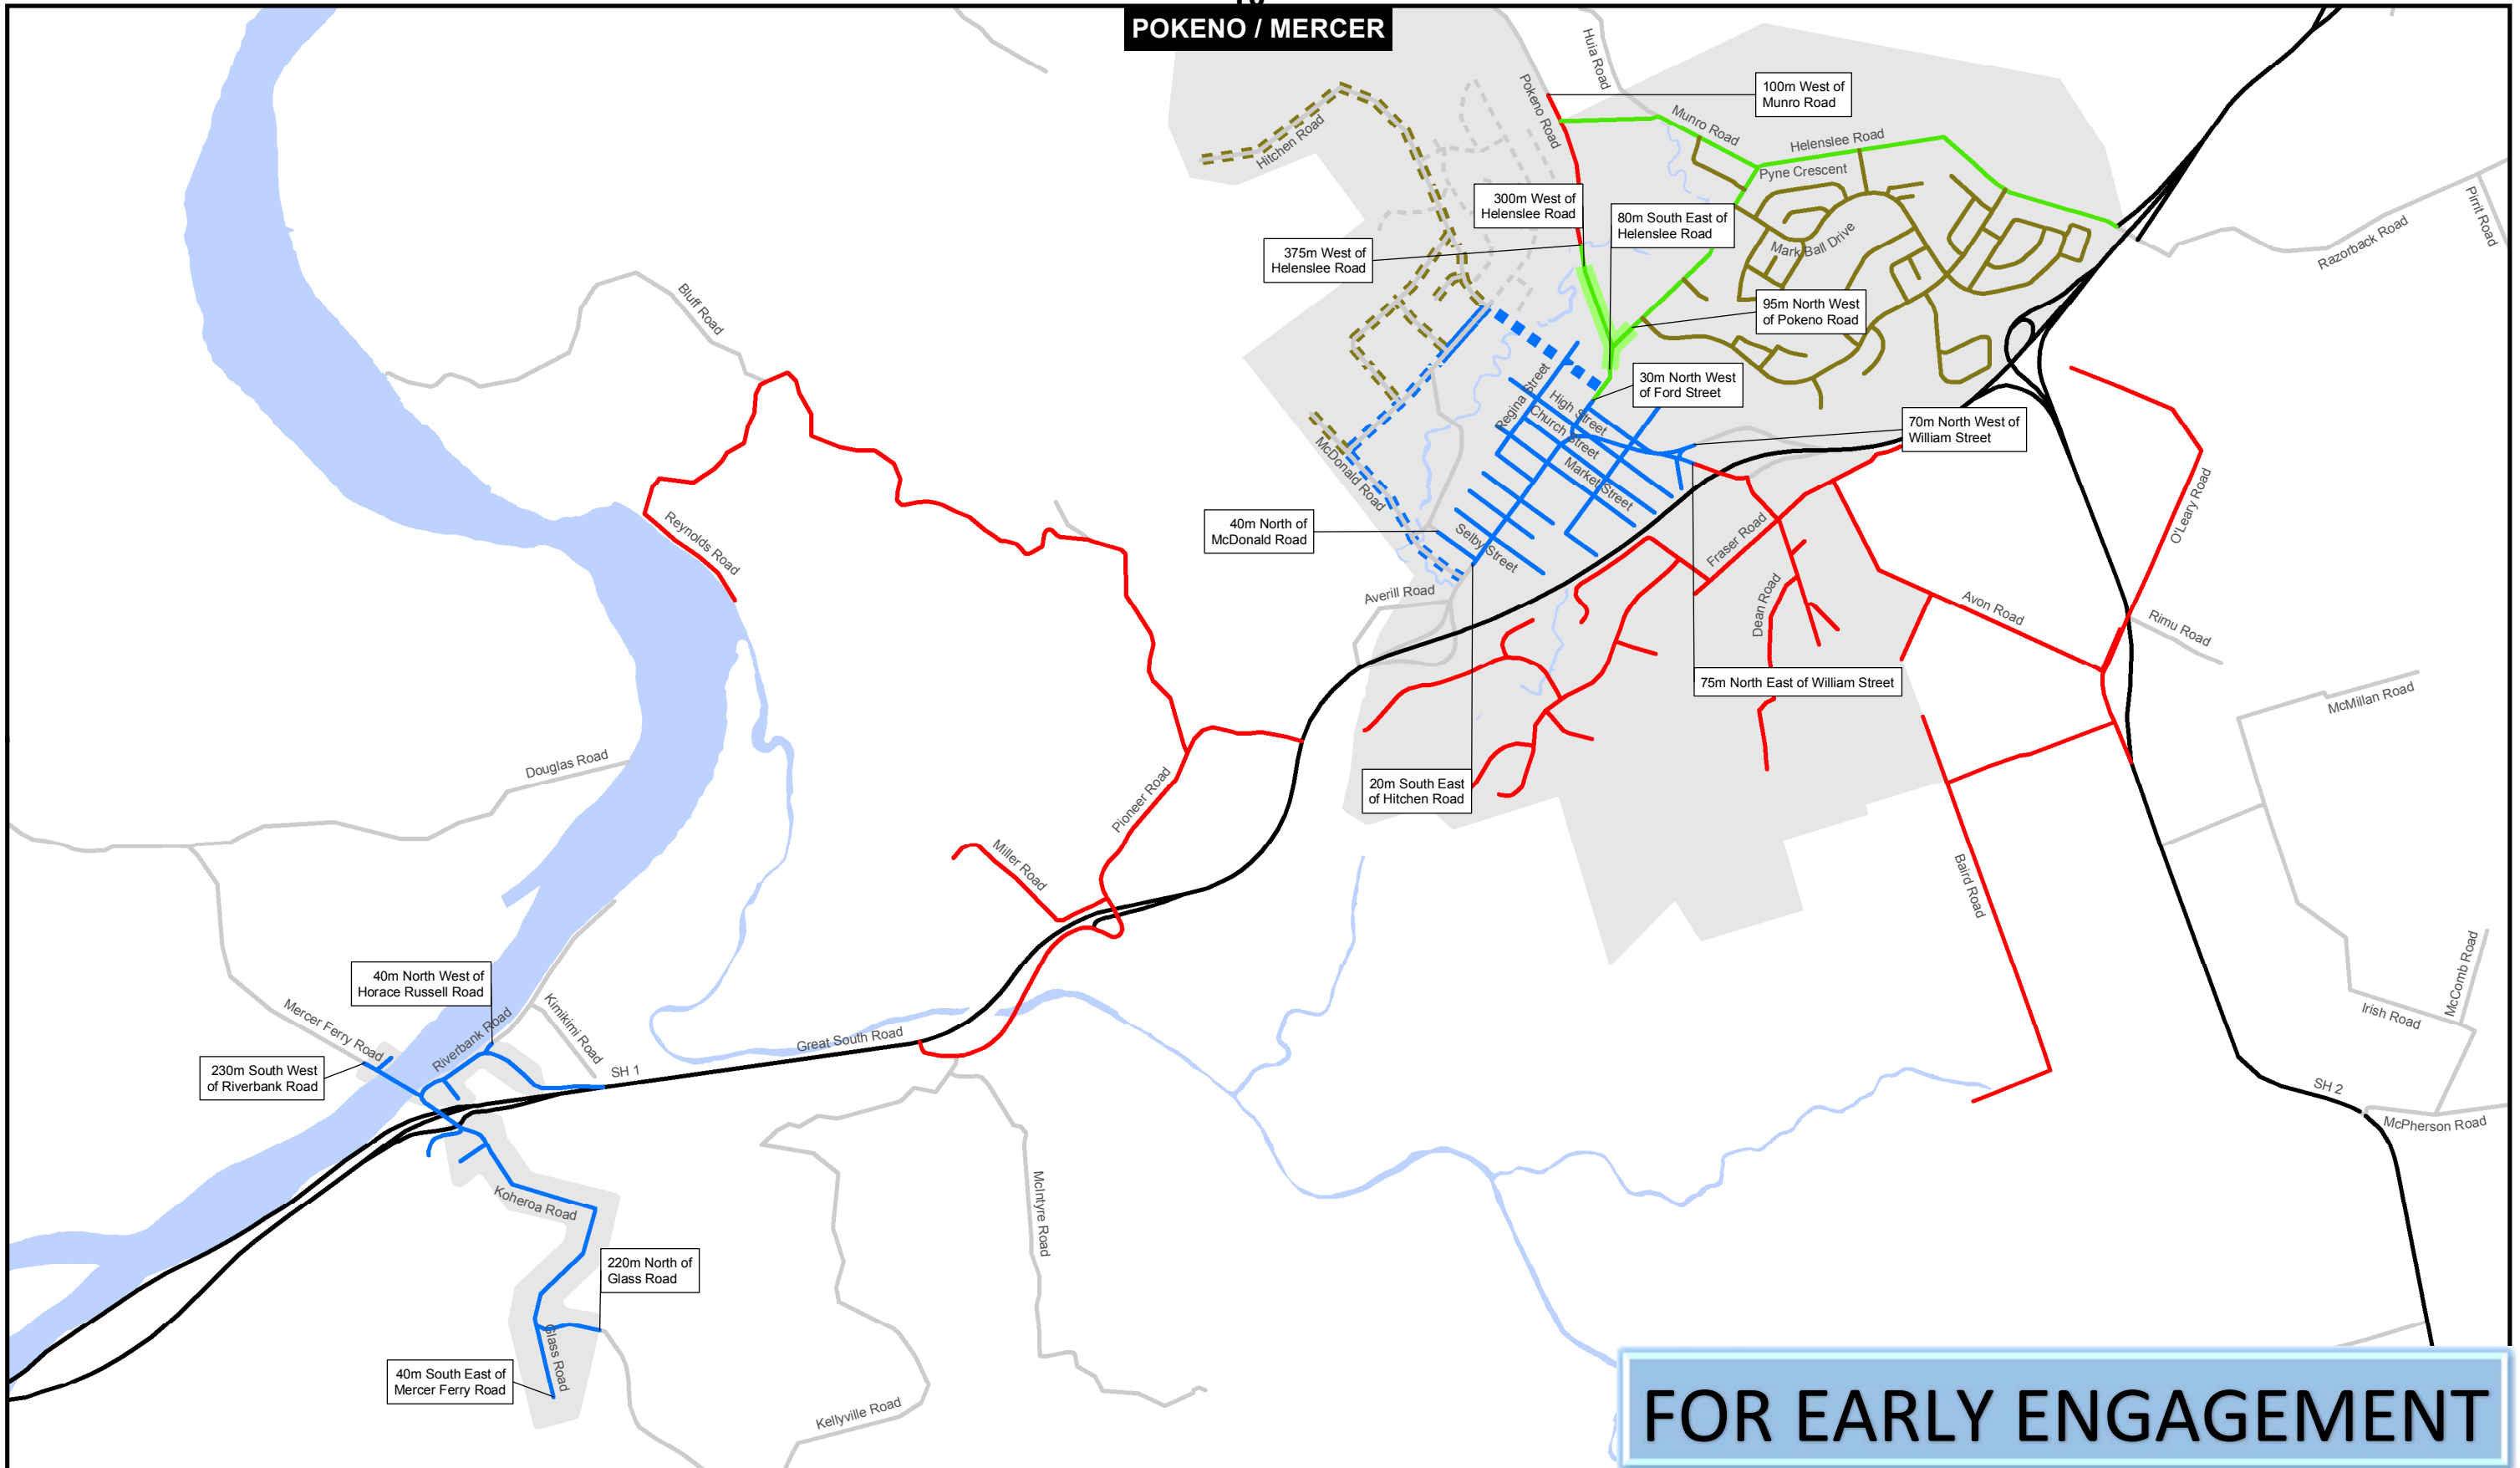 POKENO / MERCER
Huia Road
Pokeno Road
100m West of
Munro Road
Munro Road
Helenslee Road
Pyne Crescent
Hitchen Road
300m West of
Helenslee Road
80m South East of
Helenslee Road
Mark Ball Drive
Pirrit Road
Razorback Road
375m West of
Helenslee Road
95m North West
of Pokeno Road
Bluff Road
30m North West
of Ford Street
Regina Street
High Street
Church Street
Market Street
70m North West of
William Street
McDonald Road
40m North of
McDonald Road
Selby Street
Reynolds Road
Fraser Road
O'Leary Road
Averill Road
Dean Road
Avon Road
Rimu Road
75m North East of William Street
McMillan Road
Douglas Road
20m South East
of Hitchen Road
Pioneer Road
Miller Road
Baird Road
40m North West of
Horace Russell Road
Mercer Ferry Road
Riverbank Road
Kimikimi Road
Great South Road
SH 1
McComb Road
Irish Road
230m South West
of Riverbank Road
SH 2
McPherson Road
Koheroa Road
McIntyre Road
220m North of
Glass Road
Glass Road
40m South East of
Mercer Ferry Road
Kellyville Road
FOR EARLY ENGAGEMENT